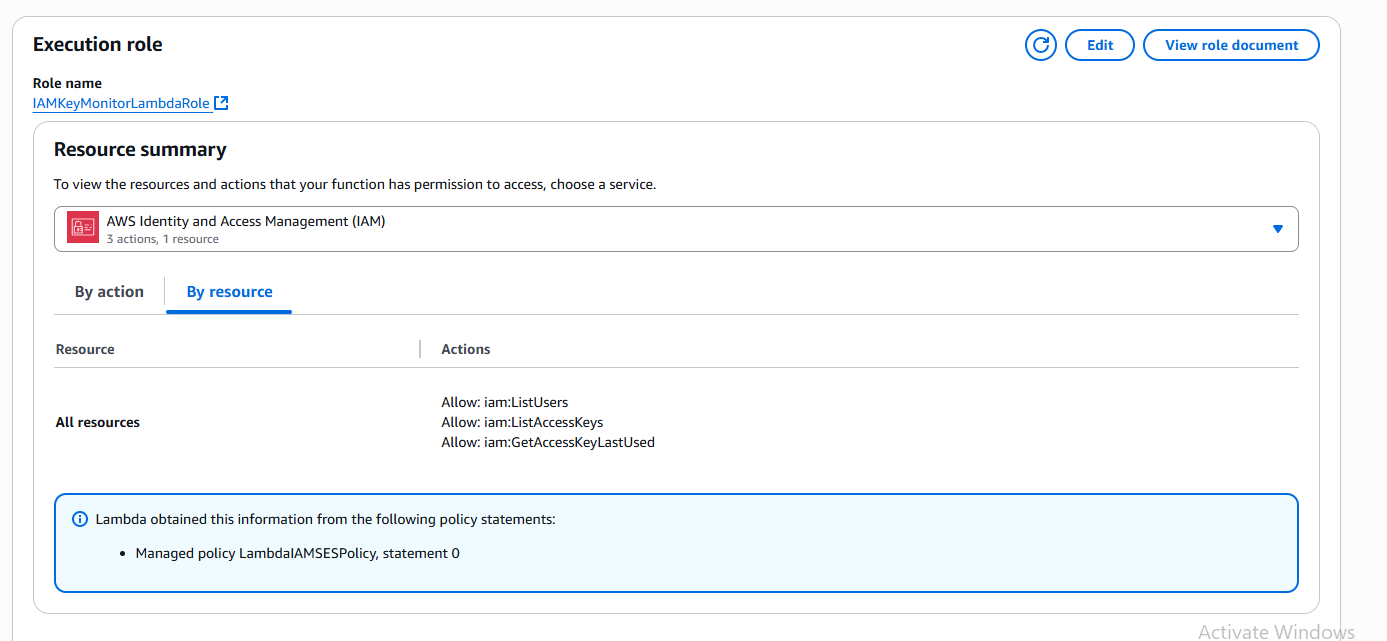 Execution role
Edit
View role document
Role name
IAMKeyMonitorLambdaRole
Resource summary
To view the resources and actions that your function has permission to access, choose a service.
AWS Identity and Access Management (IAM)
3 actions, 1 resource
By action
By resource
Resource
Actions
All resources
Allow: iam:ListUsers
Allow: iam:ListAccessKeys
Allow: iam:GetAccessKeyLastUsed
Lambda obtained this information from the following policy statements:
• Managed policy LambdaIAMSESPolicy, statement 0
Activate Windows